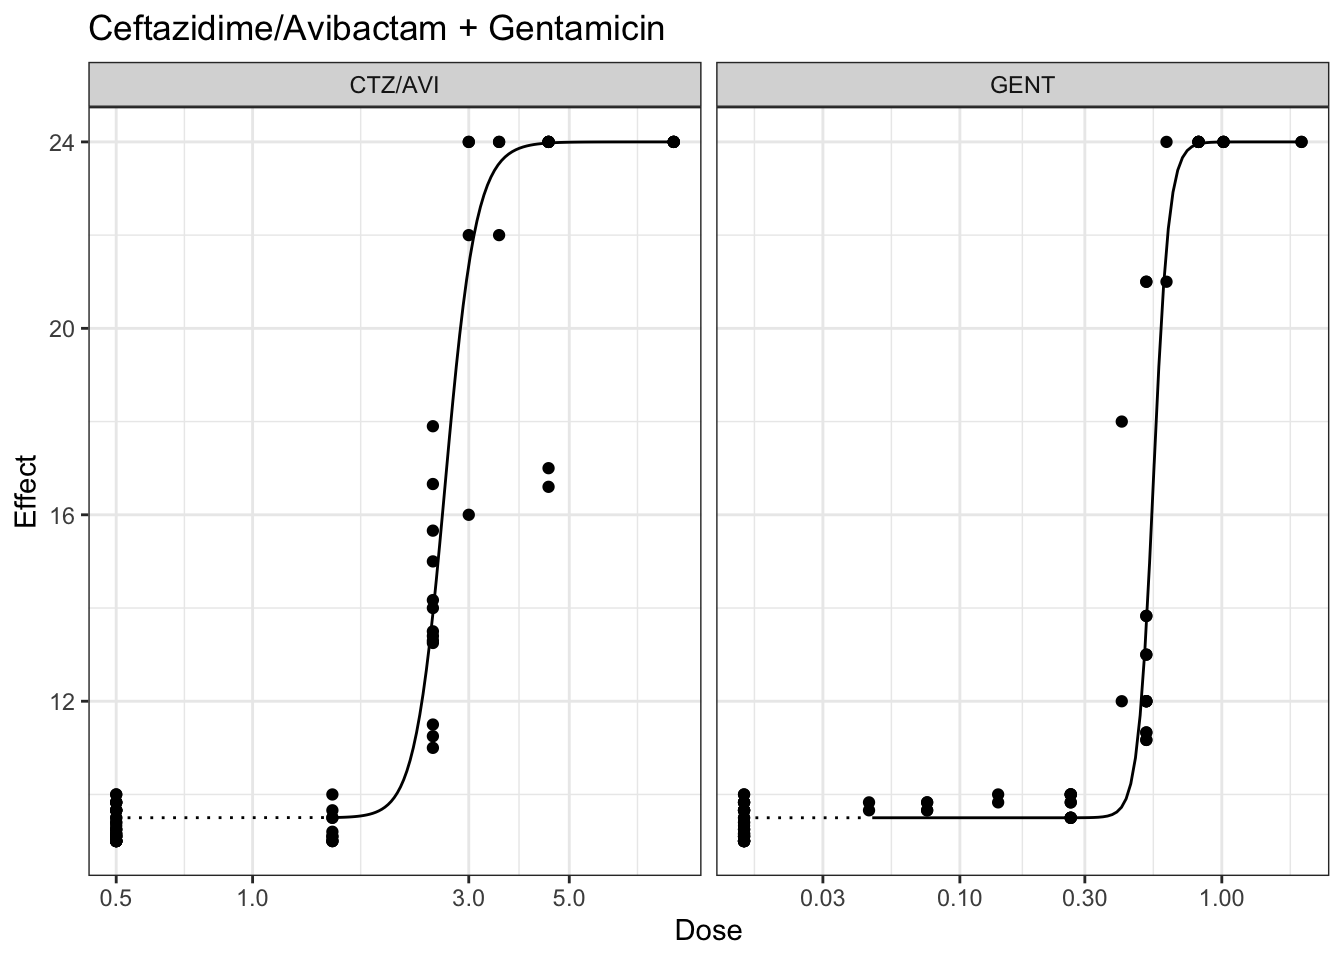 Ceftazidime/Avibactam + Gentamicin
CTZ/AVI
GENT
24
20
16
12
Effect
0.5 1.0 3.0 5.0
0.03 0.10 0.30 1.00
Dose